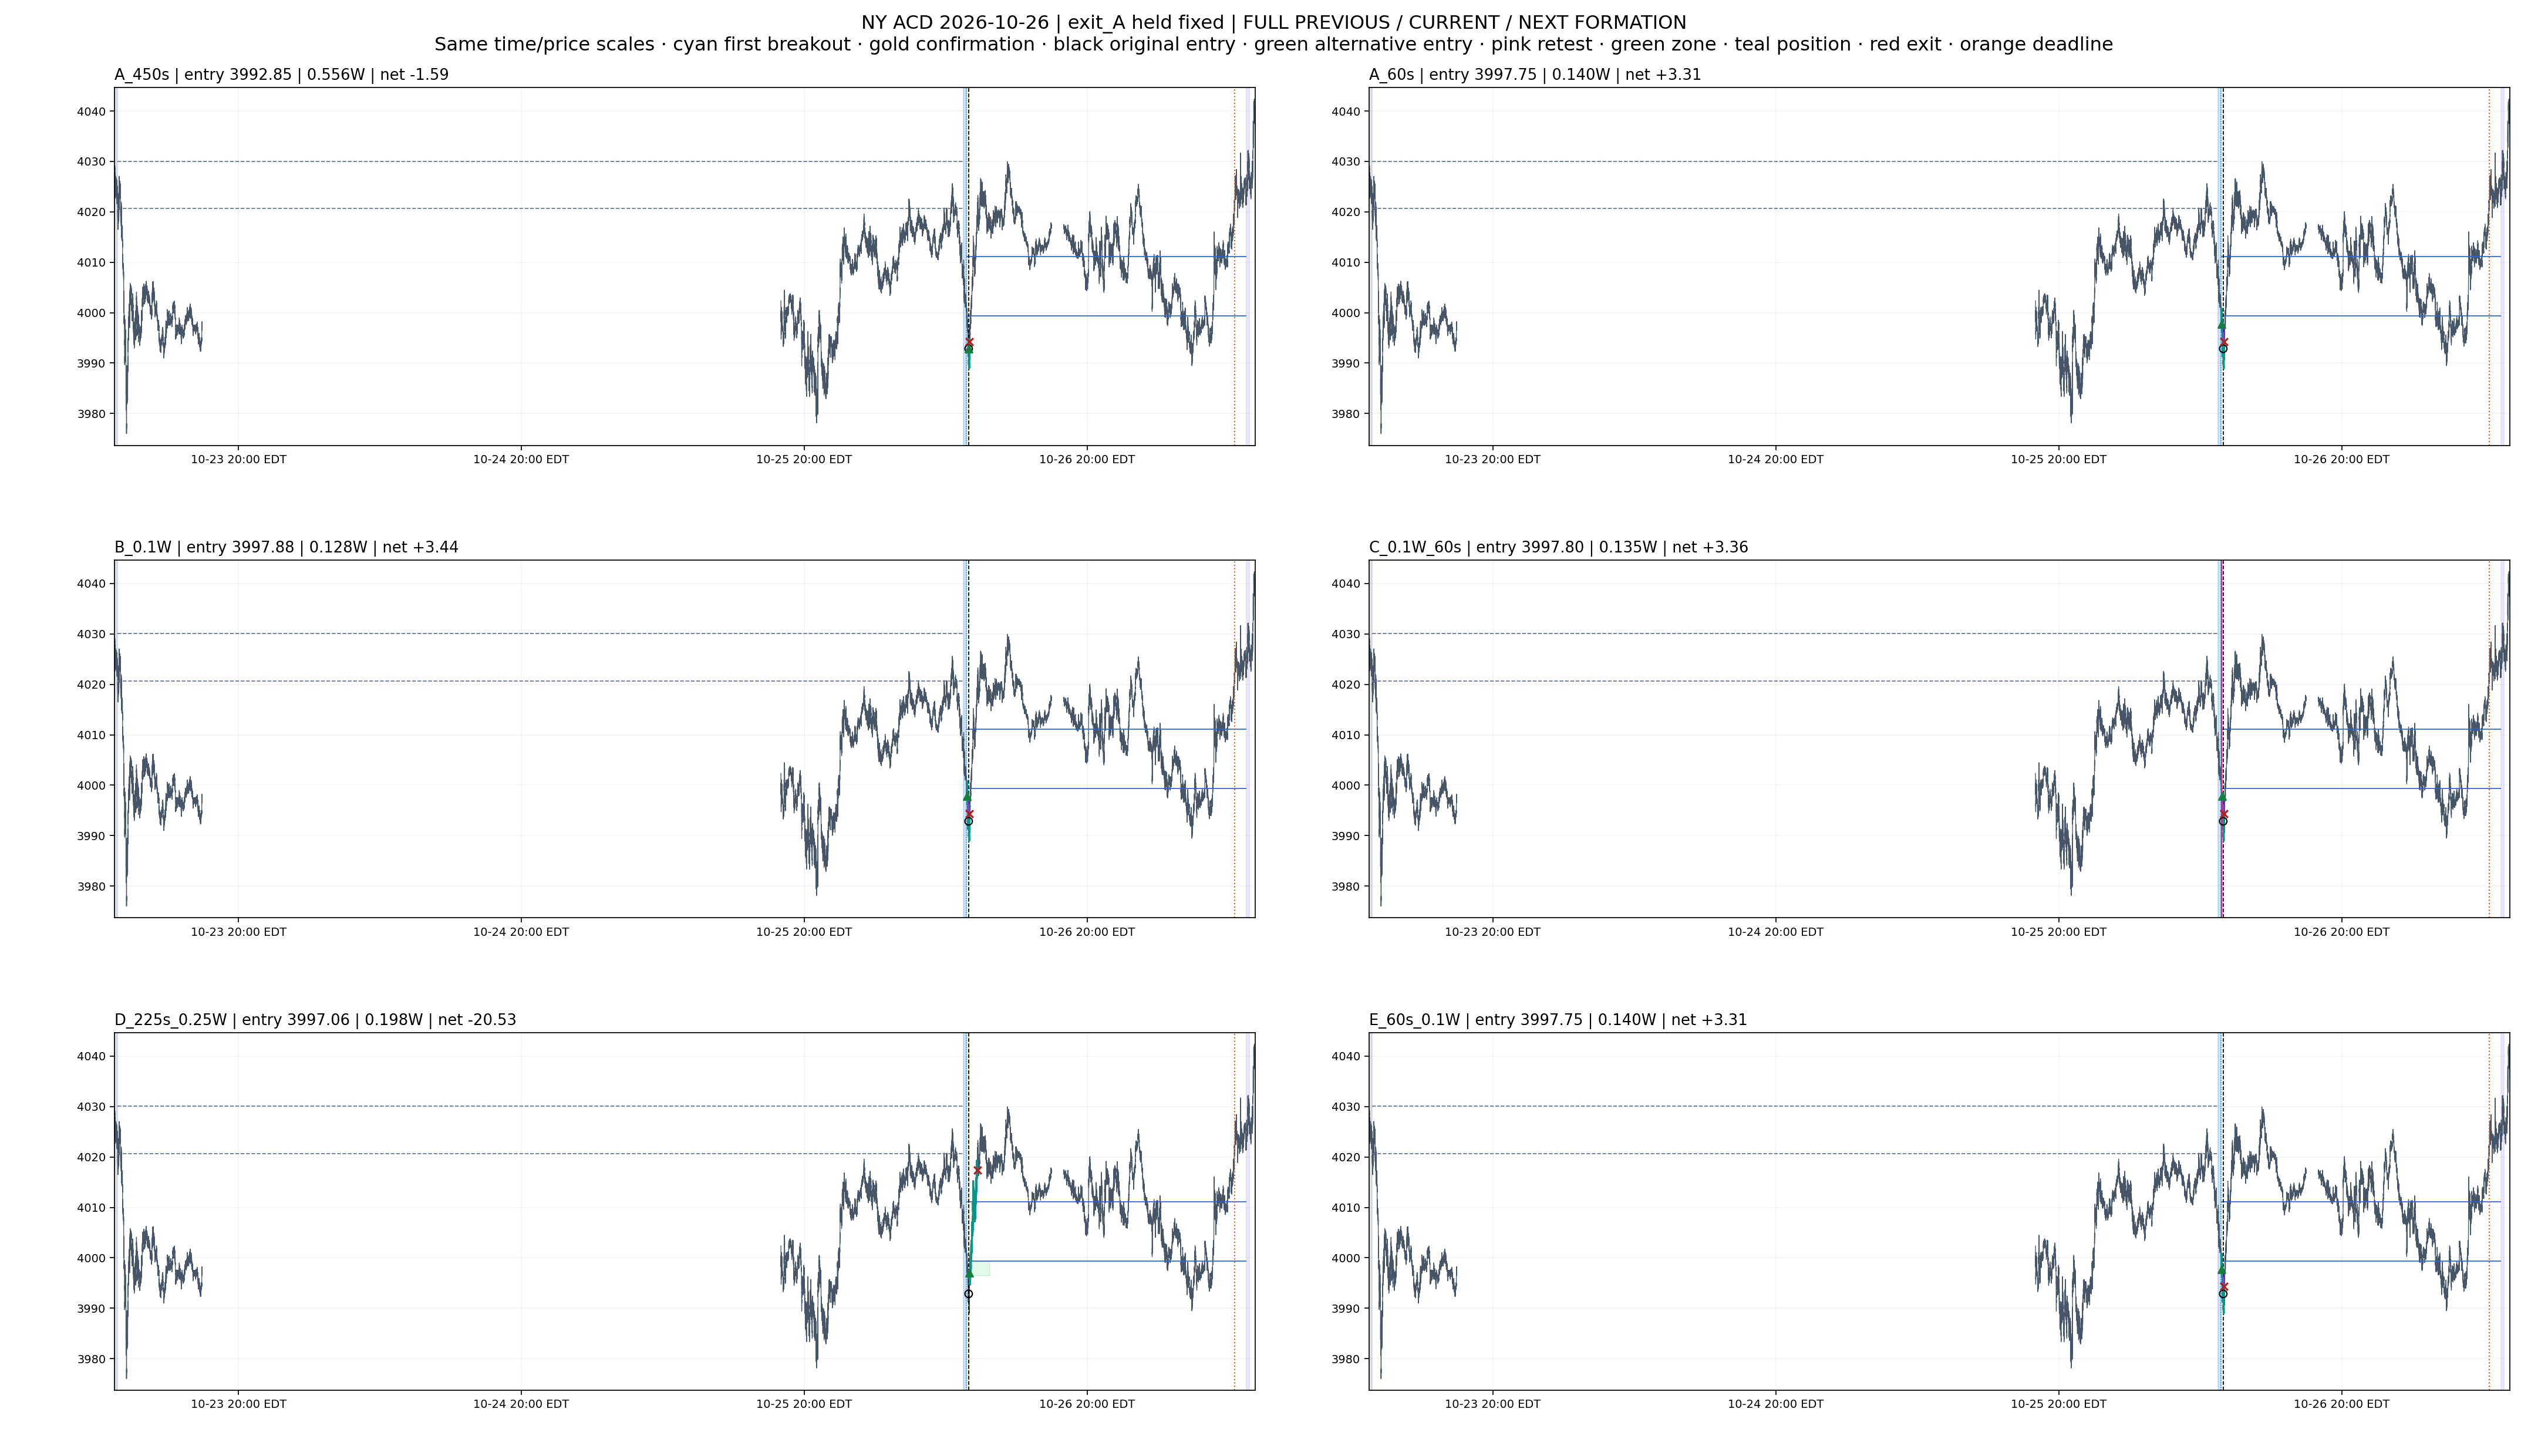 NY ACD 2026-10-26 | exit_A held fixed | FULL PREVIOUS / CURRENT / NEXT FORMATION
Same time/price scales · cyan first breakout · gold confirmation · black original entry · green alternative entry · pink retest · green zone · teal position · red exit · orange deadline
A_450s | entry 3992.85 | 0.556W | net -1.59
4040
4030
4020
4010
4000
3990
3980
10-23 20:00 EDT
10-24 20:00 EDT
10-25 20:00 EDT
10-26 20:00 EDT
A_60s | entry 3997.75 | 0.140W | net +3.31
4040
4030
4020
4010
4000
3990
3980
10-23 20:00 EDT
10-24 20:00 EDT
10-25 20:00 EDT
10-26 20:00 EDT
B_0.1W | entry 3997.88 | 0.128W | net +3.44
4040
4030
4020
4010
4000
3990
3980
10-23 20:00 EDT
10-24 20:00 EDT
10-25 20:00 EDT
10-26 20:00 EDT
C_0.1W_60s | entry 3997.80 | 0.135W | net +3.36
4040
4030
4020
4010
4000
3990
3980
10-23 20:00 EDT
10-24 20:00 EDT
10-25 20:00 EDT
10-26 20:00 EDT
D_225s_0.25W | entry 3997.06 | 0.198W | net -20.53
4040
4030
4020
4010
4000
3990
3980
10-23 20:00 EDT
10-24 20:00 EDT
10-25 20:00 EDT
10-26 20:00 EDT
E_60s_0.1W | entry 3997.75 | 0.140W | net +3.31
4040
4030
4020
4010
4000
3990
3980
10-23 20:00 EDT
10-24 20:00 EDT
10-25 20:00 EDT
10-26 20:00 EDT